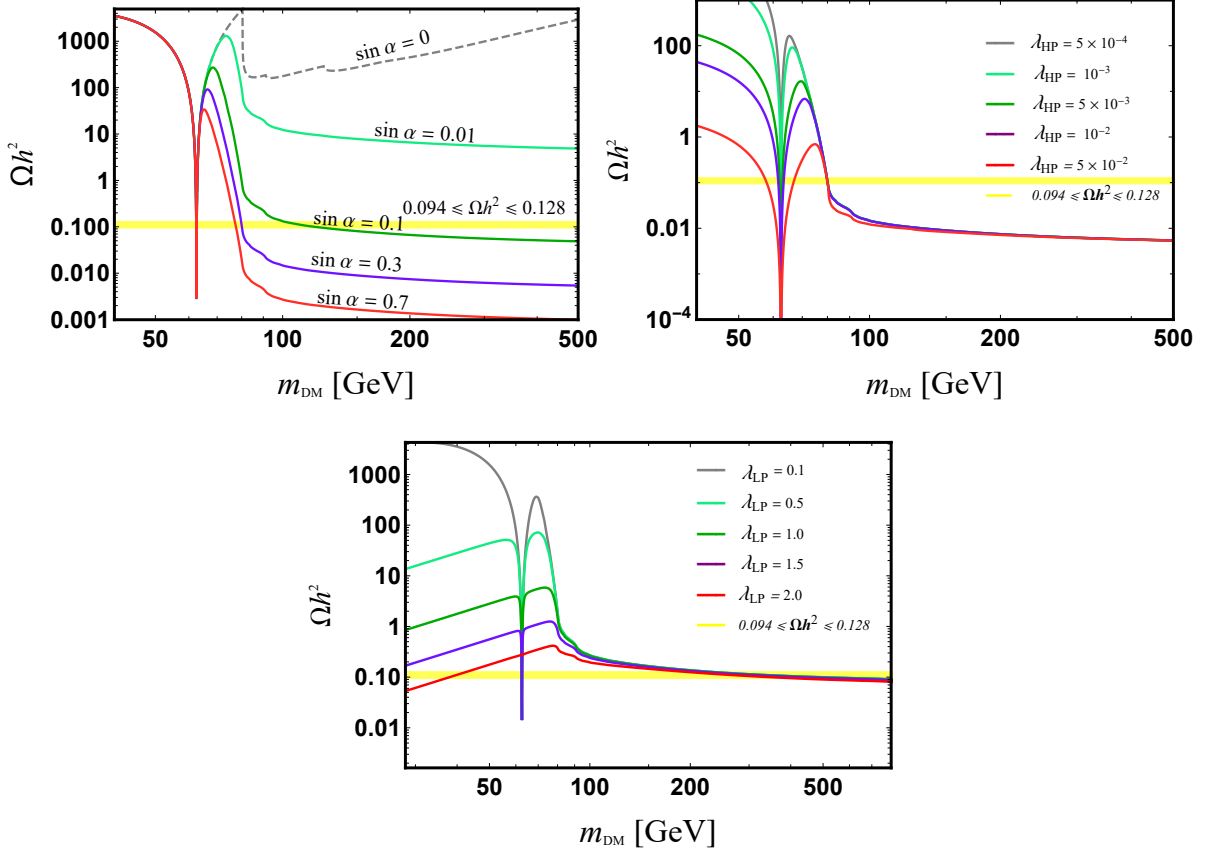 1000
100
10
1
0.100
0.010
0.001
Ωh²
sin α = 0
sin α = 0.01
0.094 ⩽ Ωh² ⩽ 0.128
sin α = 0.1
sin α = 0.3
sin α = 0.7
50
100
500
m_DM [GeV]
100
1
0.01
10⁻⁴
Ωh²
λ_HP = 5 × 10⁻⁴
λ_HP = 10⁻³
λ_HP = 5 × 10⁻³
λ_HP = 10⁻²
λ_HP = 5 × 10⁻²
0.094 ⩽ Ωh² ⩽ 0.128
50
100
200
500
m_DM [GeV]
1000
100
10
1
0.10
0.01
Ωh²
λ_LP = 0.1
λ_LP = 0.5
λ_LP = 1.0
λ_LP = 1.5
λ_LP = 2.0
0.094 ⩽ Ωh² ⩽ 0.128
50
100
500
m_DM [GeV]